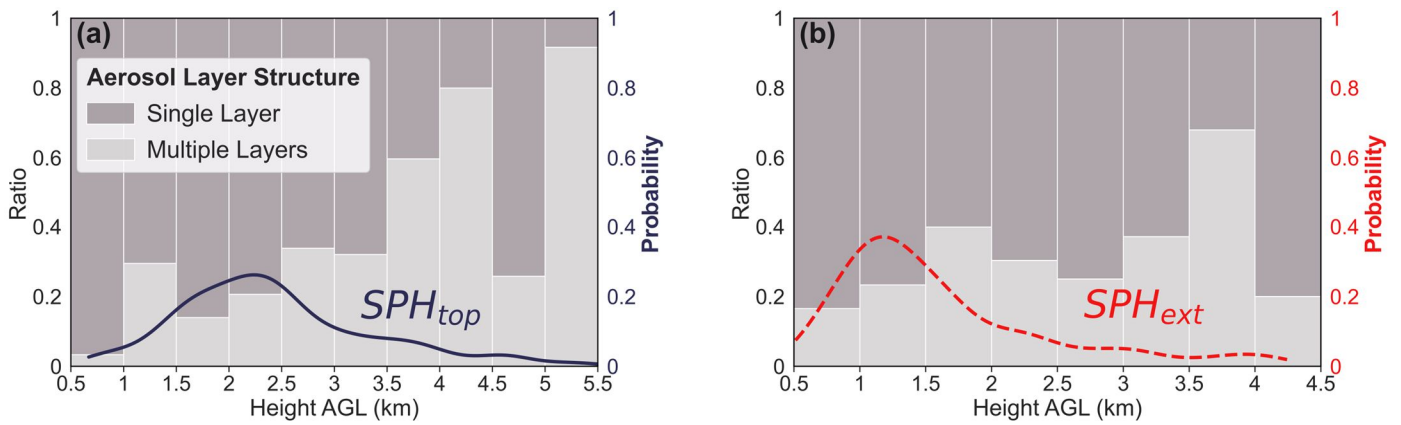 (a)
Aerosol Layer Structure
Single Layer
Multiple Layers
Ratio
0
0.2
0.4
0.6
0.8
1
0
0.2
0.4
0.6
0.8
1
Probability
SPH_top
0.5 1 1.5 2 2.5 3 3.5 4 4.5 5 5.5
Height AGL (km)
(b)
Ratio
0
0.2
0.4
0.6
0.8
1
0
0.2
0.4
0.6
0.8
1
Probability
SPH_ext
0.5 1 1.5 2 2.5 3 3.5 4 4.5
Height AGL (km)